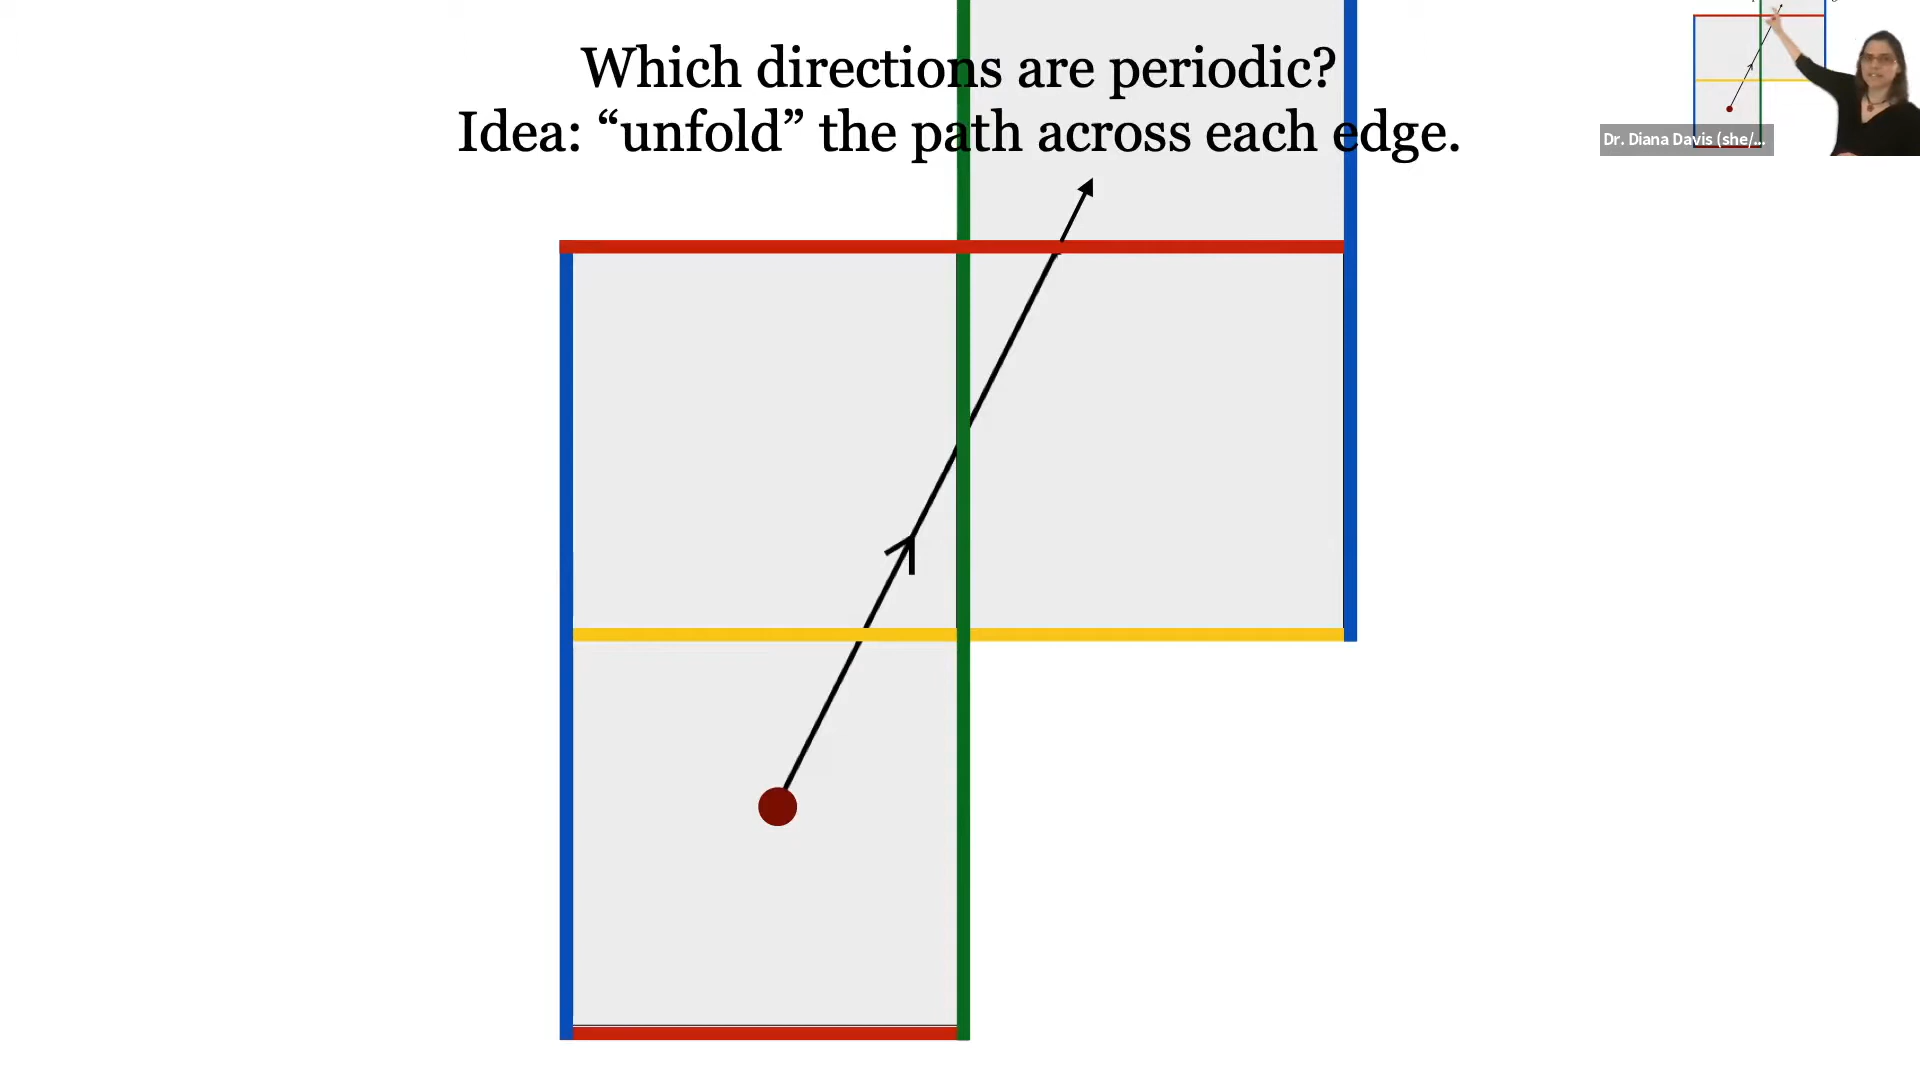 Which directions are periodic?
Idea: “unfold” the path across each edge.
Dr. Diana Davis (she/...